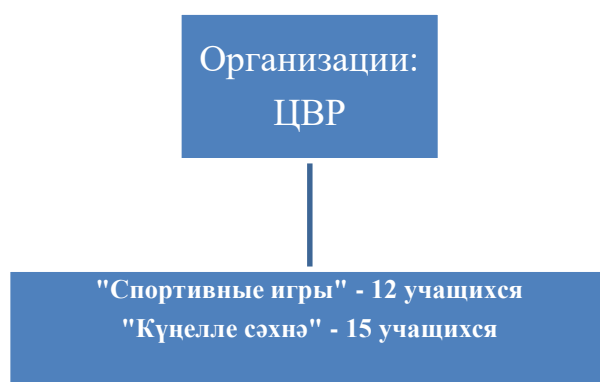 Организации:
ЦВР
"Спортивные игры" - 12 учащихся
"Күңелле сәхнә" - 15 учащихся